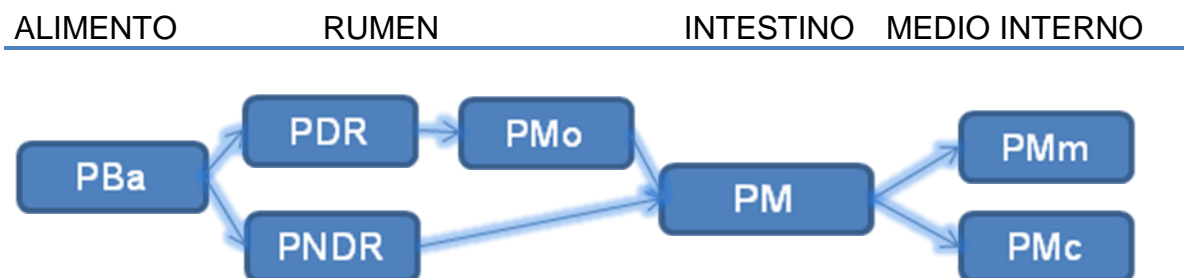 ALIMENTO RUMEN INTESTINO MEDIO INTERNO
PBa
PDR
PMo
PNDR
PM
PMm
PMc